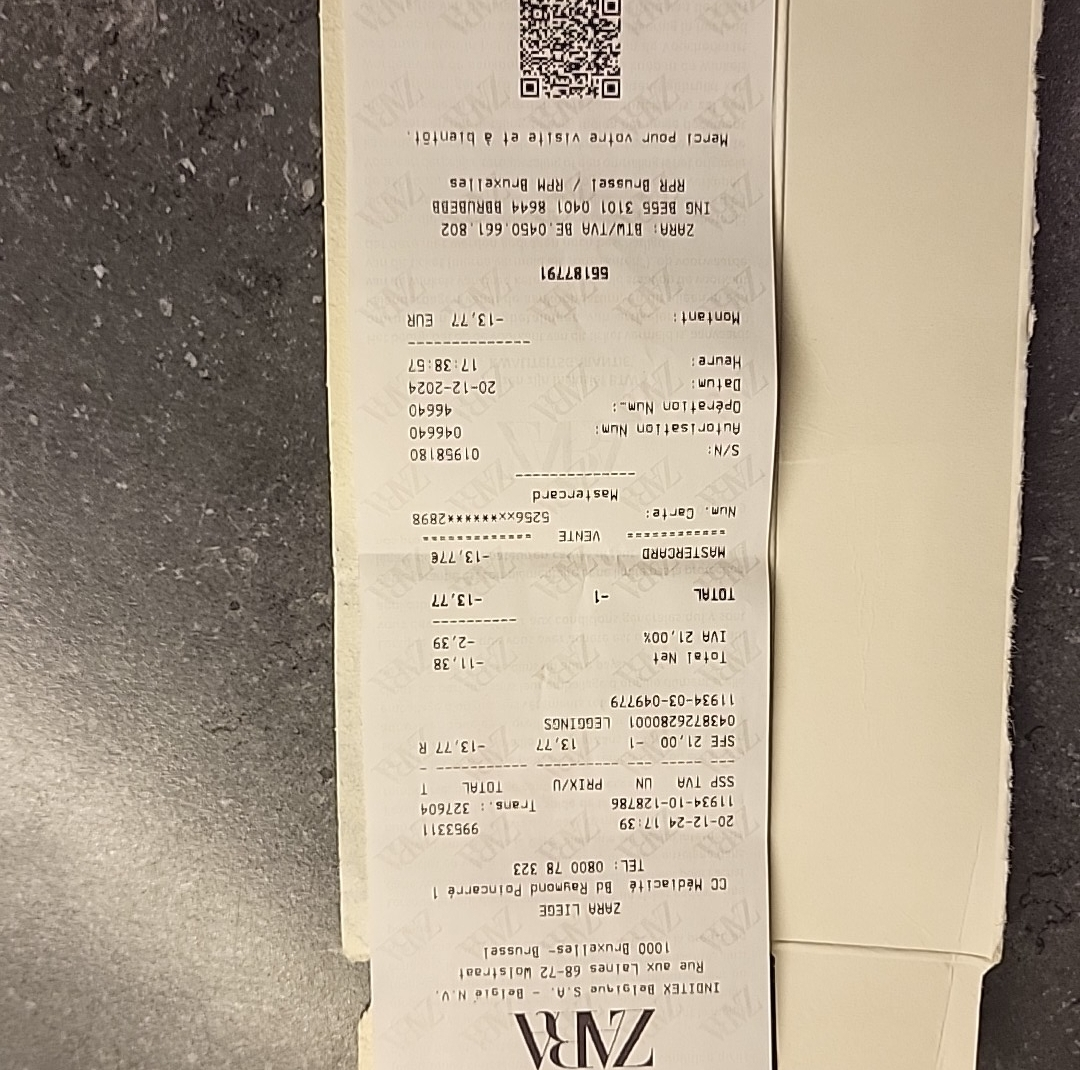 ZARA
INDITEX Belgique S.A. - België N.V.
Rue aux Laines 68-72 Wolstraat
1000 Bruxelles- Brussel
ZARA LIEGE
CC Médiacité Bd Raymond Poincarré 1
TEL: 0800 78 323
20-12-24 17:39 9953311
11934-10-128786 Trans.: 327604
SSP TVA UN PRIX/U TOTAL T
SFE 21,00 -1 13,77 -13,77 R
0438726280001 LEGGINGS
11934-03-049779
Total Net -11,38
IVA 21,00% -2,39
TOTAL -1 -13,77
MASTERCARD -13,77€
=============== VENTE ===============
Num. Carte: 5256xx******2898
Mastercard
S/N: 01958180
Autorisation Num: 046640
Opération Num.: 46640
Datum: 20-12-2024
Heure: 17:38:57
Montant: -13,77 EUR
56187791
ZARA: BTW/TVA BE.0450.661.802
ING BE55 3101 0401 8644 BBRUBEBB
RPR Brussel / RPM Bruxelles
Merci pour votre visite et à bientôt.